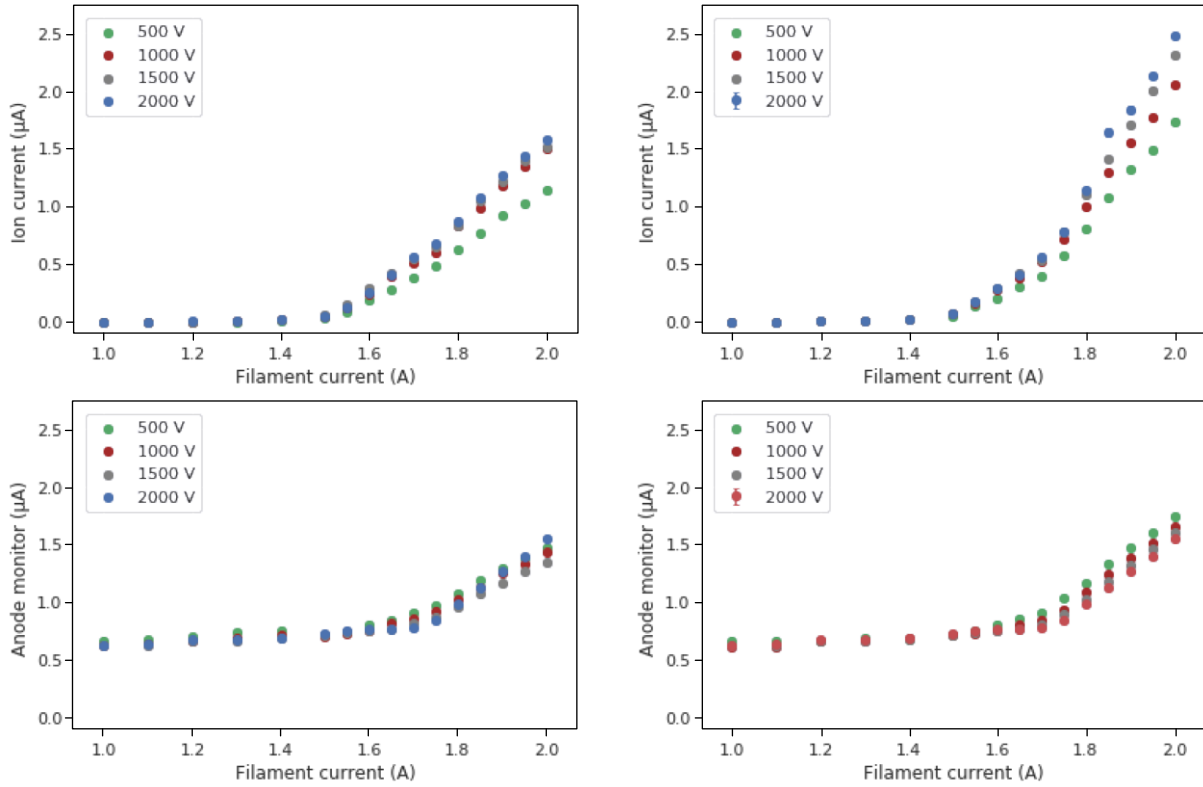 2.5
2.0
1.5
1.0
0.5
0.0
Ion current (µA)
500 V
1000 V
1500 V
2000 V
1.0 1.2 1.4 1.6 1.8 2.0
Filament current (A)
2.5
2.0
1.5
1.0
0.5
0.0
Ion current (µA)
500 V
1000 V
1500 V
2000 V
1.0 1.2 1.4 1.6 1.8 2.0
Filament current (A)
2.5
2.0
1.5
1.0
0.5
0.0
Anode monitor (µA)
500 V
1000 V
1500 V
2000 V
1.0 1.2 1.4 1.6 1.8 2.0
Filament current (A)
2.5
2.0
1.5
1.0
0.5
0.0
Anode monitor (µA)
500 V
1000 V
1500 V
2000 V
1.0 1.2 1.4 1.6 1.8 2.0
Filament current (A)